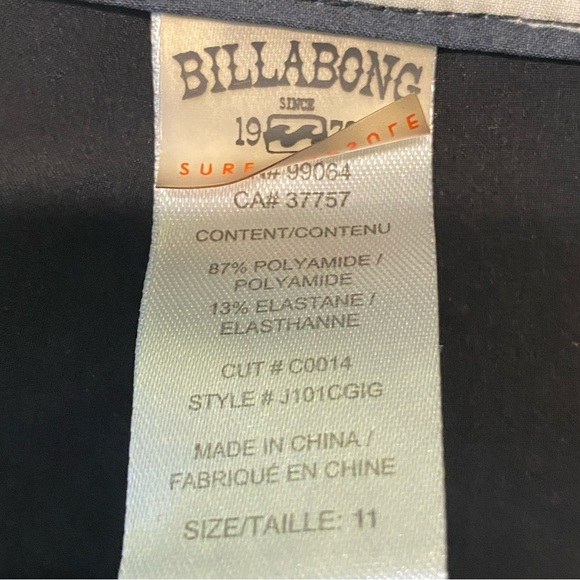 BILLABONG
SINCE
19
SURF
99064
CA# 37757
CONTENT/CONTENU
87% POLYAMIDE /
POLYAMIDE
13% ELASTANE /
ELASTHANNE
CUT # C0014
STYLE # J101CGIG
MADE IN CHINA /
FABRIQUÉ EN CHINE
SIZE/TAILLE: 11